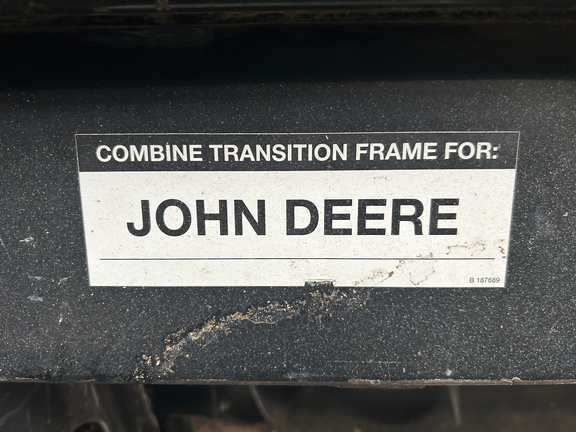 COMBINE TRANSITION FRAME FOR:
JOHN DEERE
B 187689